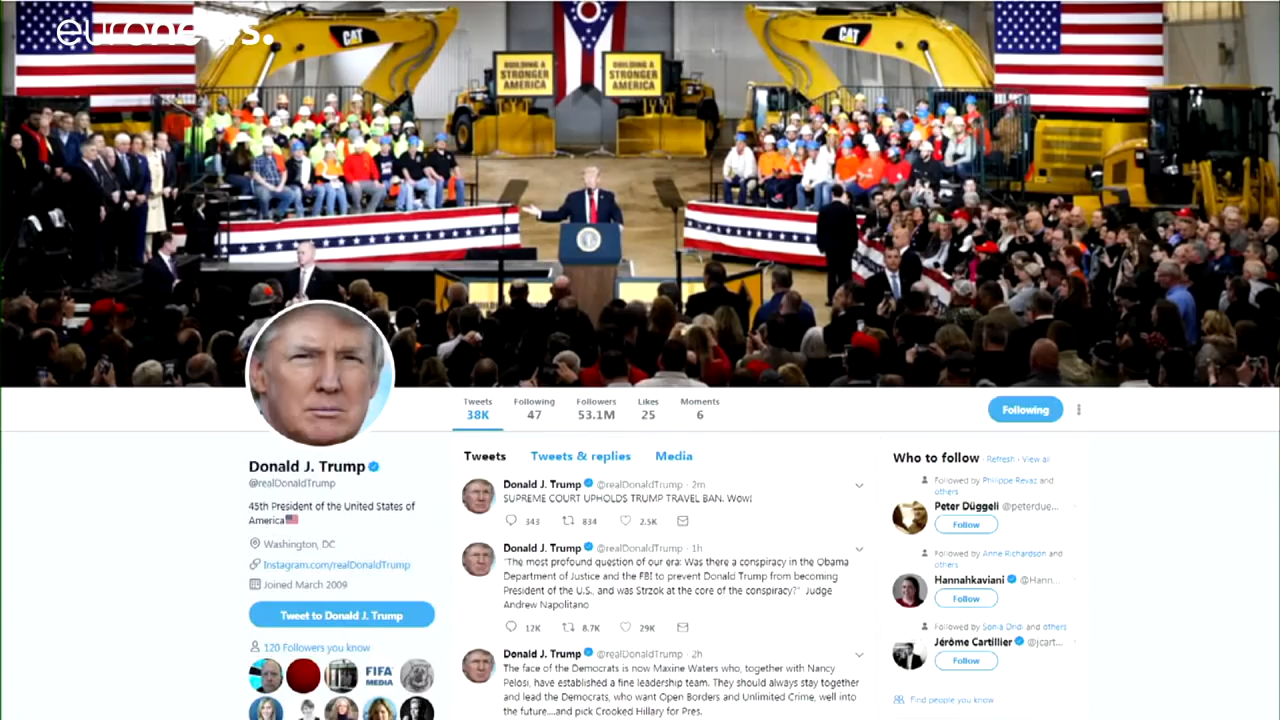 euronews.
CAT
CAT
BUILDING A
STRONGER
AMERICA
BUILDING A
STRONGER
AMERICA
Tweets
38K
Following
47
Followers
53.1M
Likes
25
Moments
6
Following
Donald J. Trump
@realDonaldTrump
45th President of the United States of
America🇺🇸
Washington, DC
Instagram.com/realDonaldTrump
Joined March 2009
Tweet to Donald J. Trump
120 Followers you know
FIFA
MEDIA
Tweets Tweets & replies Media
Donald J. Trump @realDonaldTrump · 2m
SUPREME COURT UPHOLDS TRUMP TRAVEL BAN. Wow!
343 834 2.5K
Donald J. Trump @realDonaldTrump · 1h
"The most profound question of our era: Was there a conspiracy in the Obama
Department of Justice and the FBI to prevent Donald Trump from becoming
President of the U.S., and was Strzok at the core of the conspiracy?" Judge
Andrew Napolitano
12K 8.7K 29K
Donald J. Trump @realDonaldTrump · 2h
The face of the Democrats is now Maxine Waters who, together with Nancy
Pelosi, have established a fine leadership team. They should always stay together
and lead the Democrats, who want Open Borders and Unlimited Crime, well into
the future....and pick Crooked Hillary for Pres.
Who to follow · Refresh · View all
Followed by Philippe Revaz and
others
Peter Düggeli @peterdue...
Follow
Followed by Anne Richardson and
others
Hannahkaviani @Hann...
Follow
Followed by Sonia Dridi and others
Jérôme Cartillier @jcart...
Follow
Find people you know